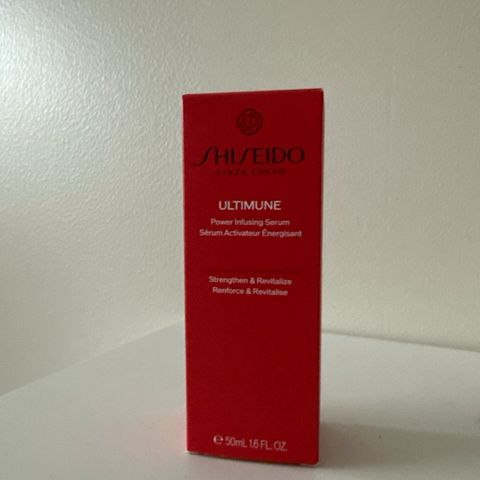 SHISEIDO
GINZA TOKYO
ULTIMUNE
Power Infusing Serum
Sérum Activateur Énergisant
Strengthen & Revitalize
Renforce & Revitalise
℮ 50mL 1.6 FL. OZ.